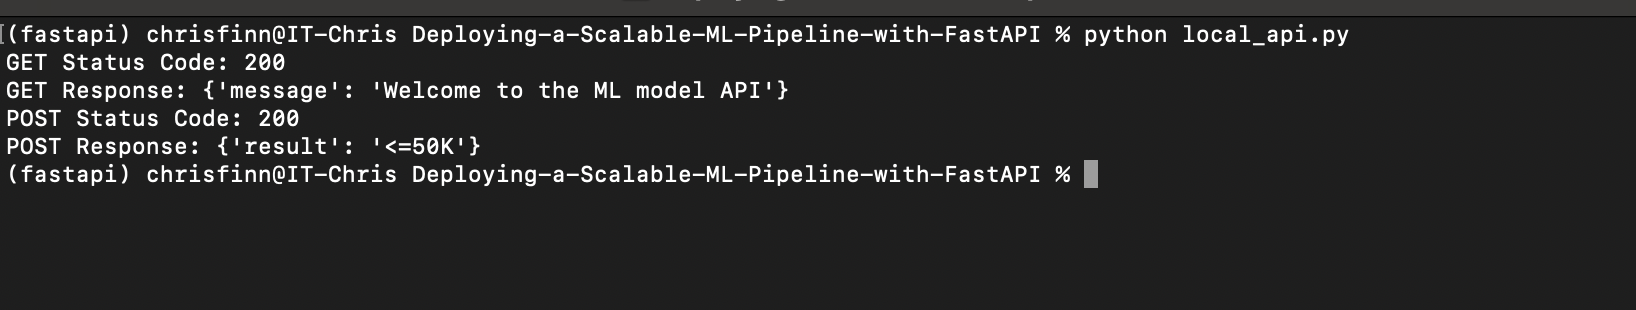 (fastapi) chrisfinn@IT-Chris Deploying-a-Scalable-ML-Pipeline-with-FastAPI % python local_api.py
GET Status Code: 200
GET Response: {'message': 'Welcome to the ML model API'}
POST Status Code: 200
POST Response: {'result': '<=50K'}
(fastapi) chrisfinn@IT-Chris Deploying-a-Scalable-ML-Pipeline-with-FastAPI %